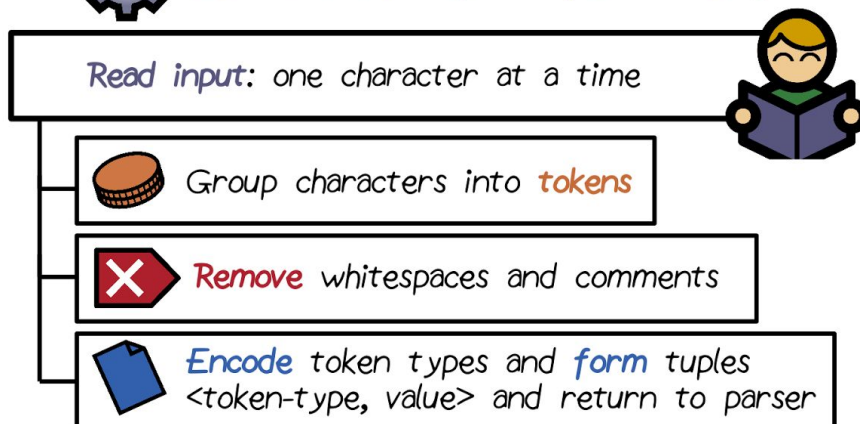 Read input: one character at a time
Group characters into tokens
Remove whitespaces and comments
Encode token types and form tuples
<token-type, value> and return to parser